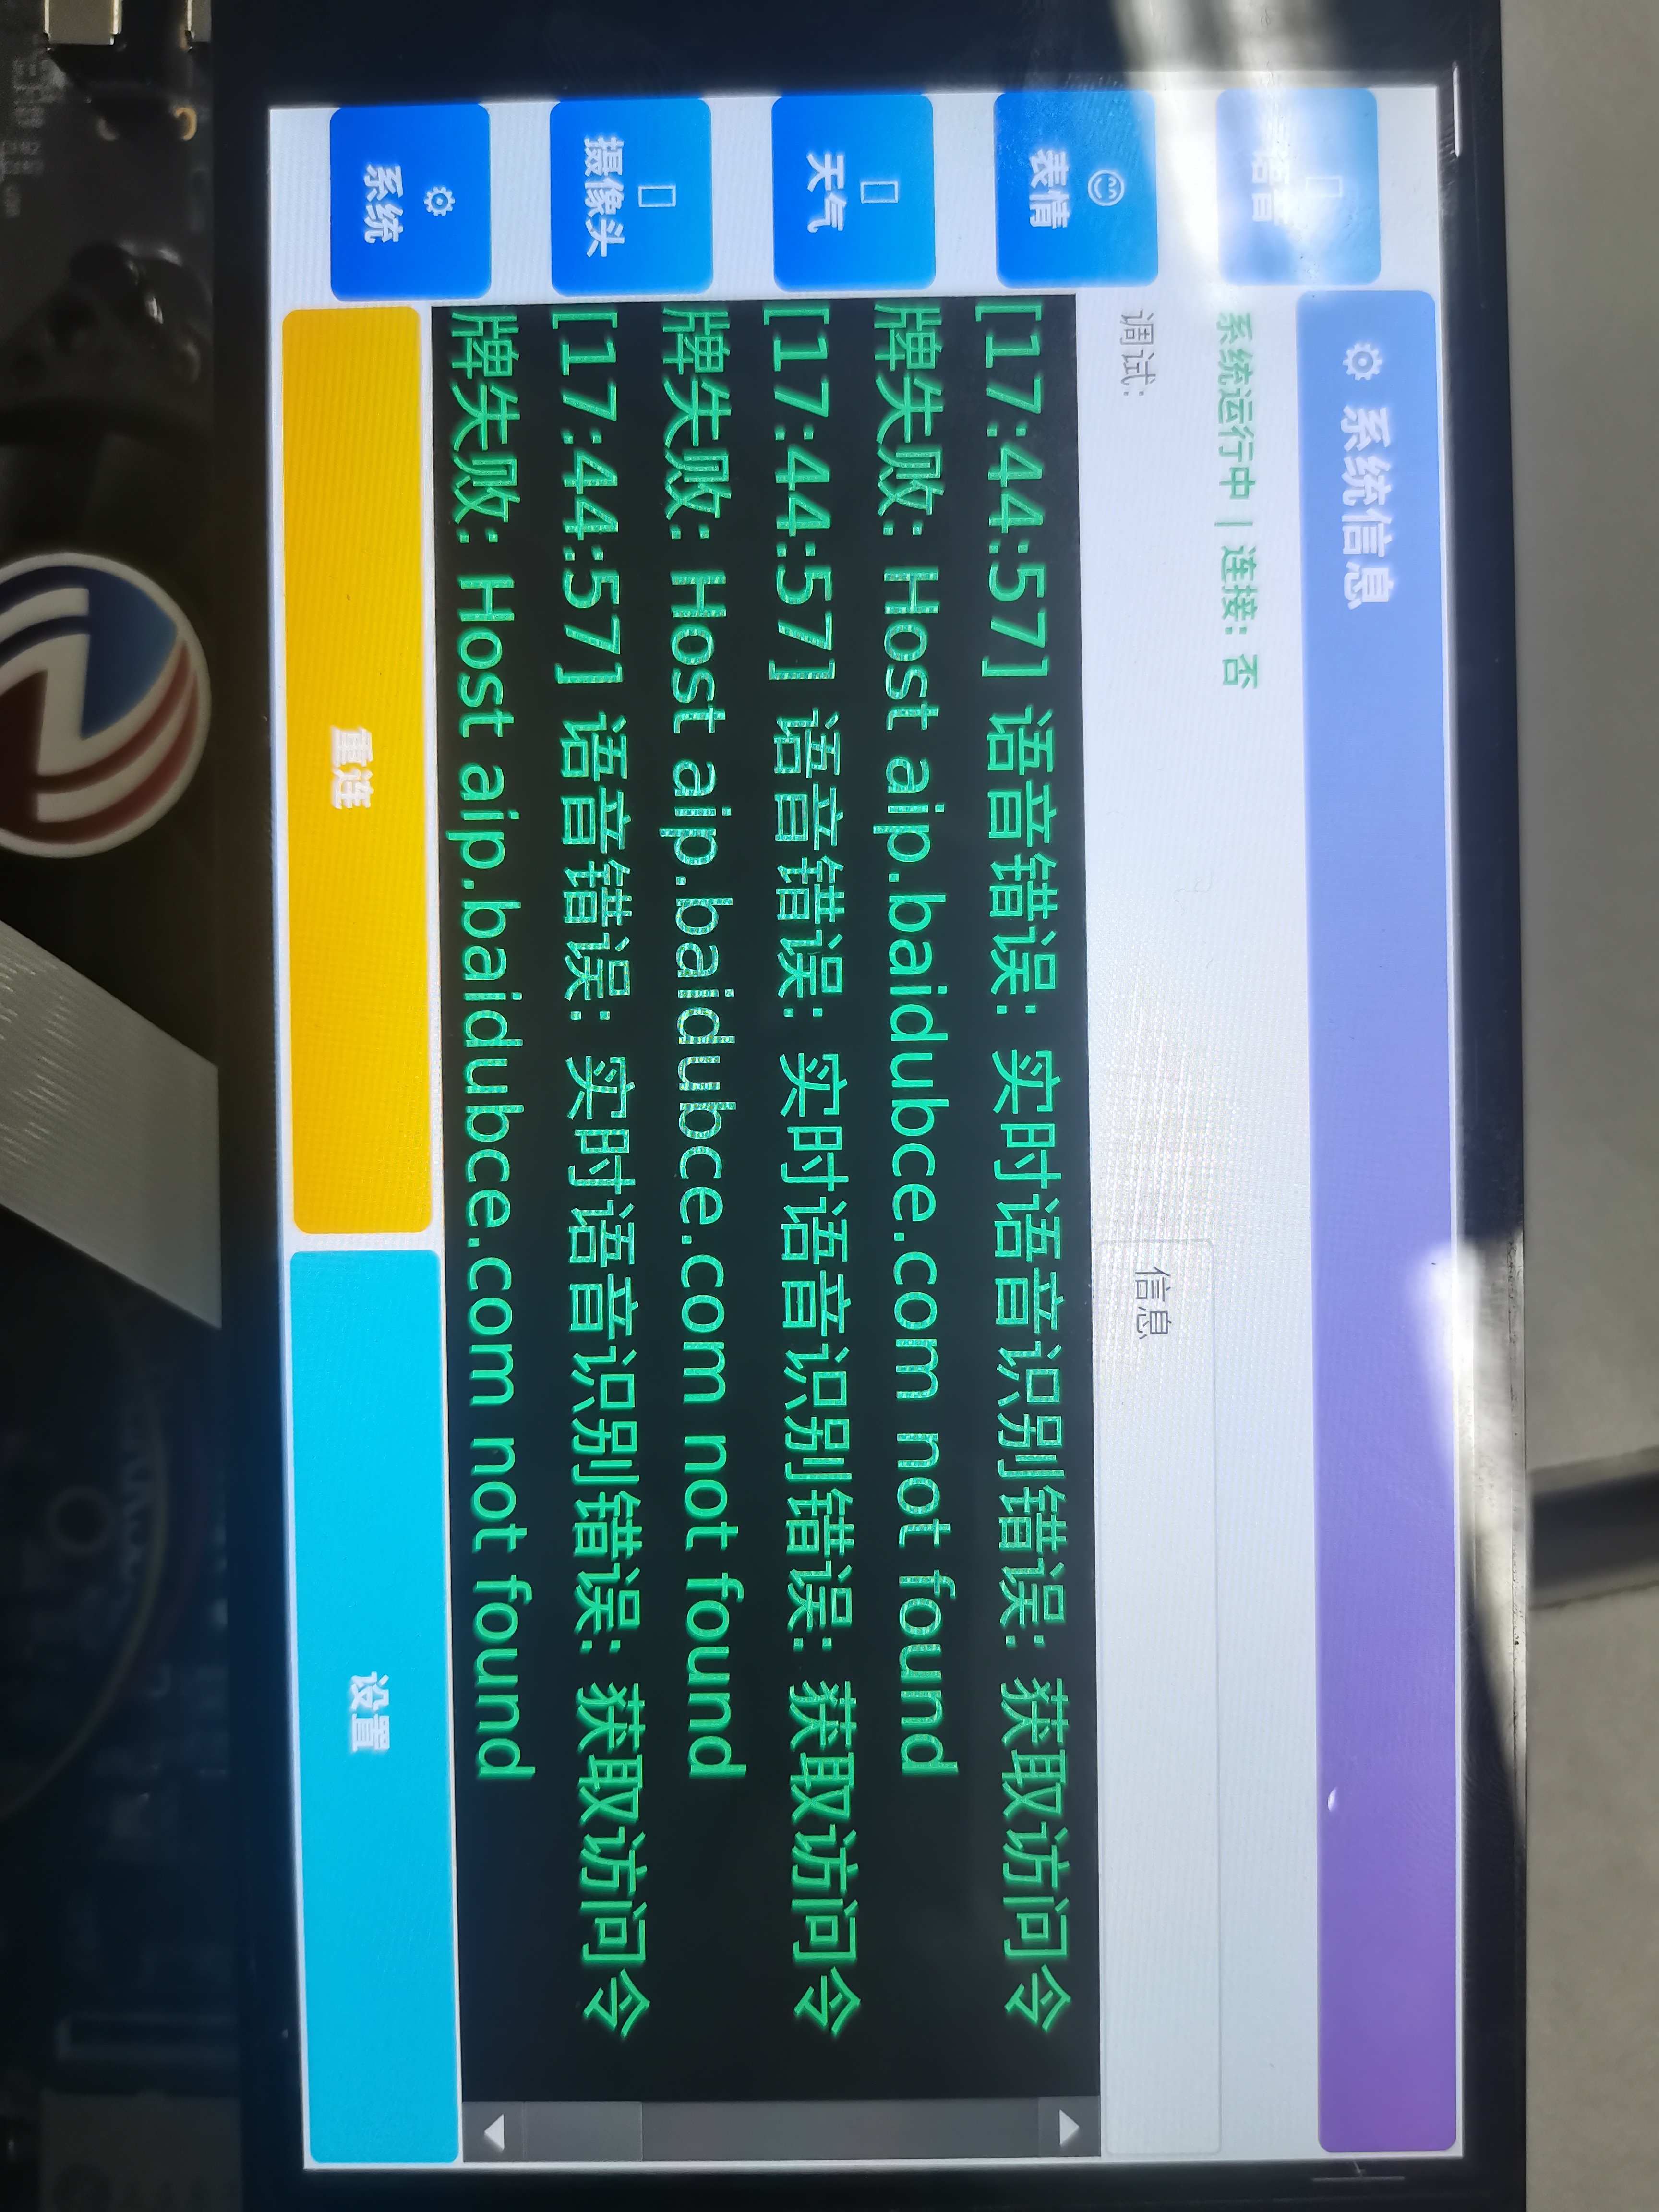 ⚙ 系统信息
语音
系统运行中 | 连接: 否
调试:
信息
😊
表情
天气
摄像头
⚙
系统
[17:44:57] 语音错误: 实时语音识别错误: 获取访问令
牌失败: Host aip.baidubce.com not found
[17:44:57] 语音错误: 实时语音识别错误: 获取访问令
牌失败: Host aip.baidubce.com not found
[17:44:57] 语音错误: 实时语音识别错误: 获取访问令
牌失败: Host aip.baidubce.com not found
重连
设置